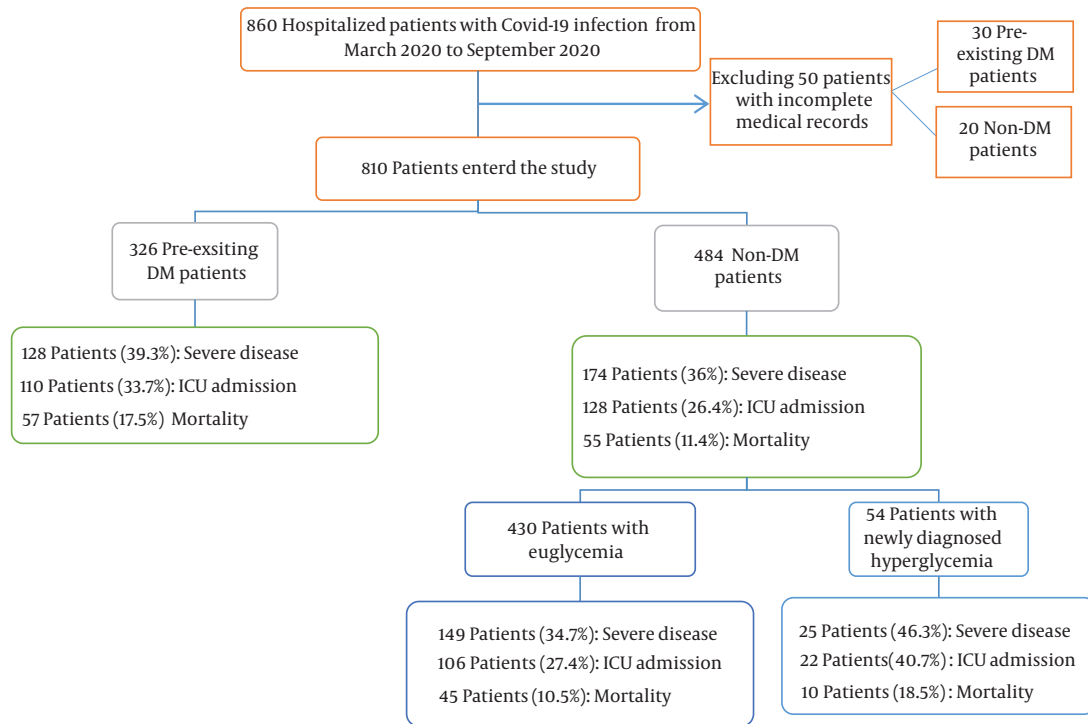 860 Hospitalized patients with Covid-19 infection from
March 2020 to September 2020
Excluding 50 patients
with incomplete
medical records
30 Pre-
existing DM
patients
20 Non-DM
patients
810 Patients enterd the study
326 Pre-exsiting
DM patients
484 Non-DM
patients
128 Patients (39.3%): Severe disease
110 Patients (33.7%): ICU admission
57 Patients (17.5%) Mortality
174 Patients (36%): Severe disease
128 Patients (26.4%): ICU admission
55 Patients (11.4%): Mortality
430 Patients with
euglycemia
54 Patients with
newly diagnosed
hyperglycemia
149 Patients (34.7%): Severe disease
106 Patients (27.4%): ICU admission
45 Patients (10.5%): Mortality
25 Patients (46.3%): Severe disease
22 Patients(40.7%): ICU admission
10 Patients (18.5%): Mortality